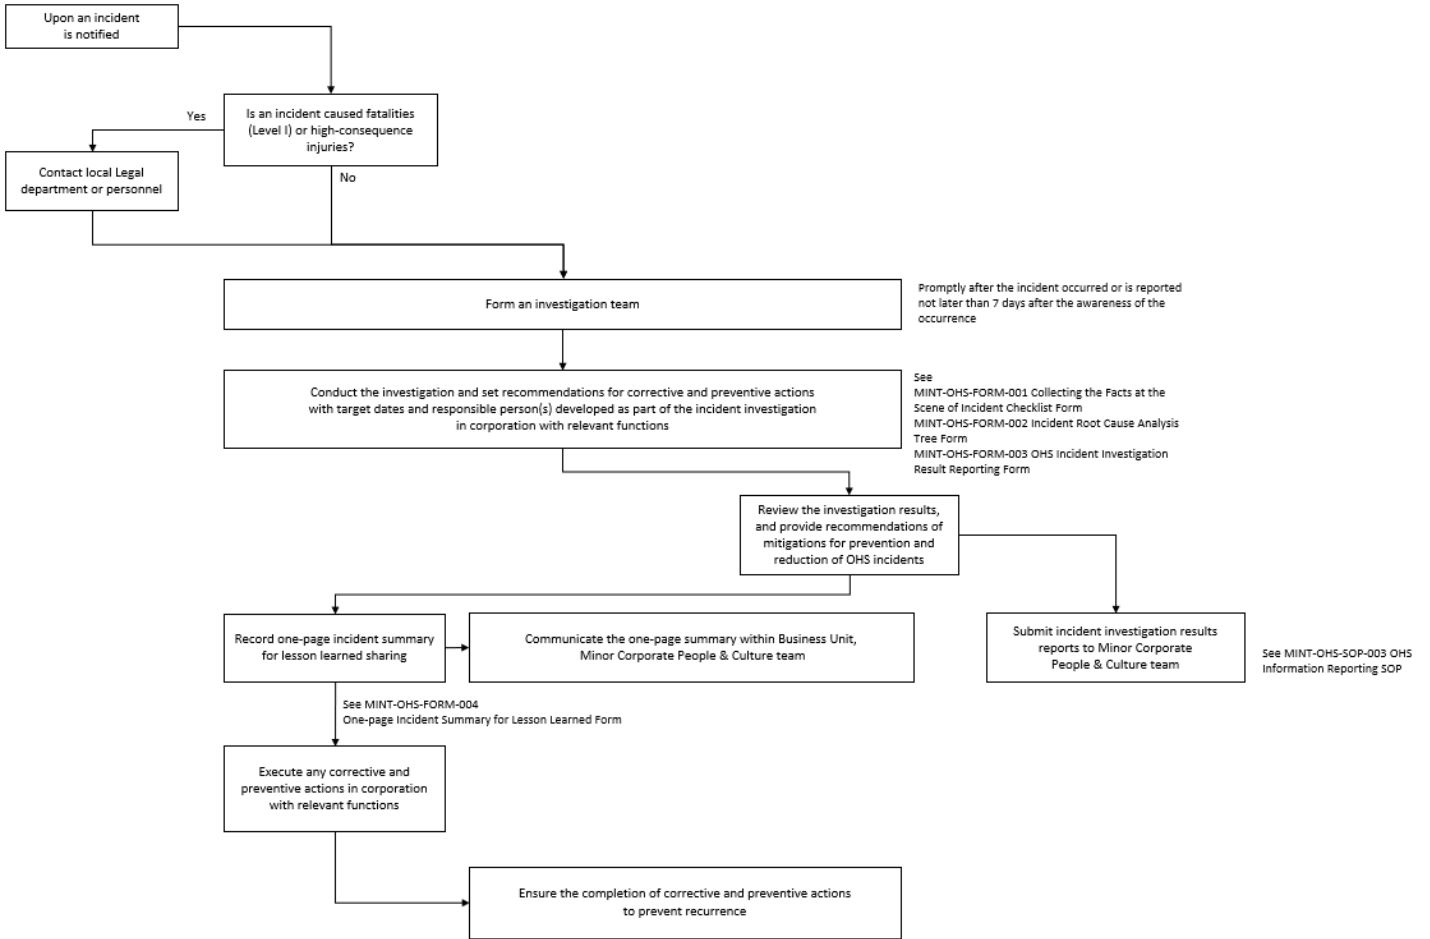 Upon an incident
is notified
Is an incident caused fatalities
(Level I) or high-consequence
injuries?
Yes
Contact local Legal
department or personnel
No
Form an investigation team
Promptly after the incident occurred or is reported
not later than 7 days after the awareness of the
occurrence
Conduct the investigation and set recommendations for corrective and preventive actions
with target dates and responsible person(s) developed as part of the incident investigation
in corporation with relevant functions
See
MINT-OHS-FORM-001 Collecting the Facts at the
Scene of Incident Checklist Form
MINT-OHS-FORM-002 Incident Root Cause Analysis
Tree Form
MINT-OHS-FORM-003 OHS Incident Investigation
Result Reporting Form
Review the investigation results,
and provide recommendations of
mitigations for prevention and
reduction of OHS incidents
Record one-page incident summary
for lesson learned sharing
Communicate the one-page summary within Business Unit,
Minor Corporate People & Culture team
Submit incident investigation results
reports to Minor Corporate
People & Culture team
See MINT-OHS-SOP-003 OHS
Information Reporting SOP
See MINT-OHS-FORM-004
One-page Incident Summary for Lesson Learned Form
Execute any corrective and
preventive actions in corporation
with relevant functions
Ensure the completion of corrective and preventive actions
to prevent recurrence